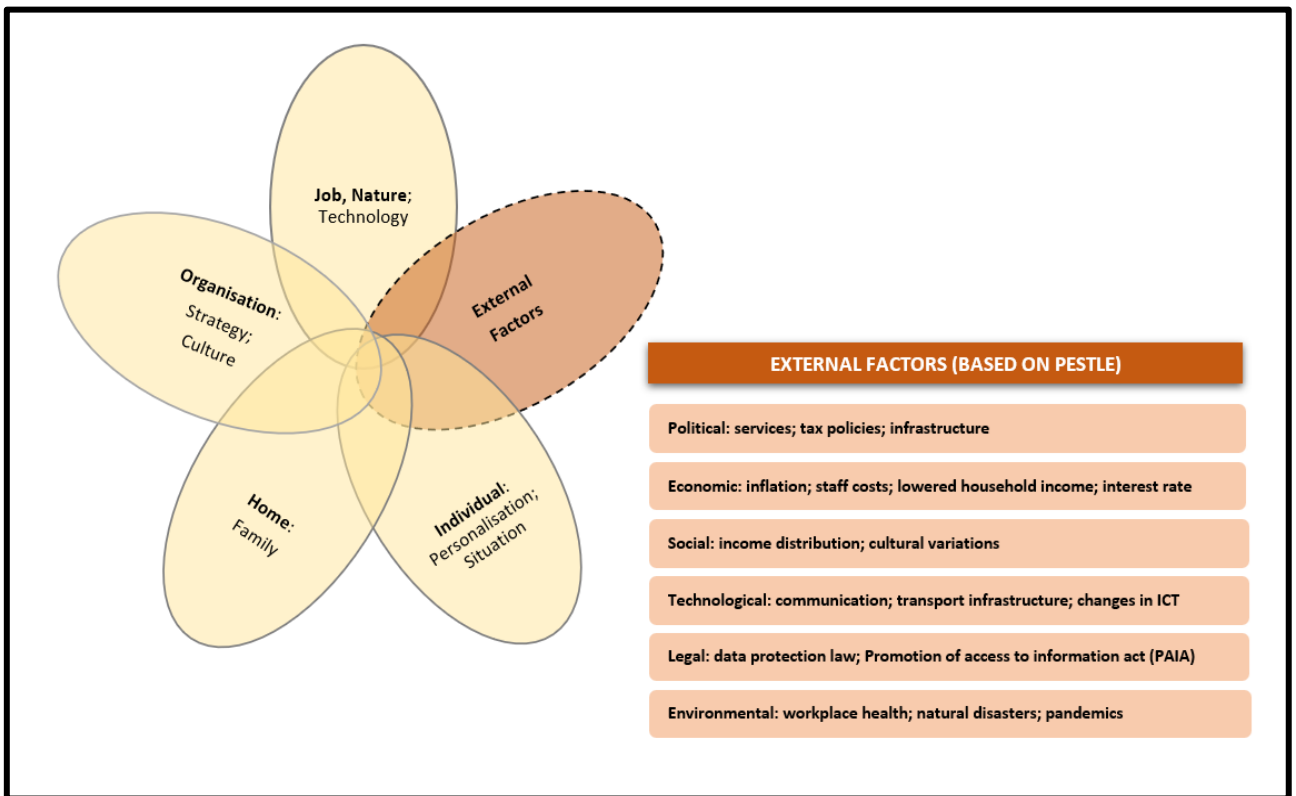 Job, Nature;
Technology
Organisation:
Strategy;
Culture
External
Factors
Home:
Family
Individual:
Personalisation;
Situation
EXTERNAL FACTORS (BASED ON PESTLE)
Political: services; tax policies; infrastructure
Economic: inflation; staff costs; lowered household income; interest rate
Social: income distribution; cultural variations
Technological: communication; transport infrastructure; changes in ICT
Legal: data protection law; Promotion of access to information act (PAIA)
Environmental: workplace health; natural disasters; pandemics